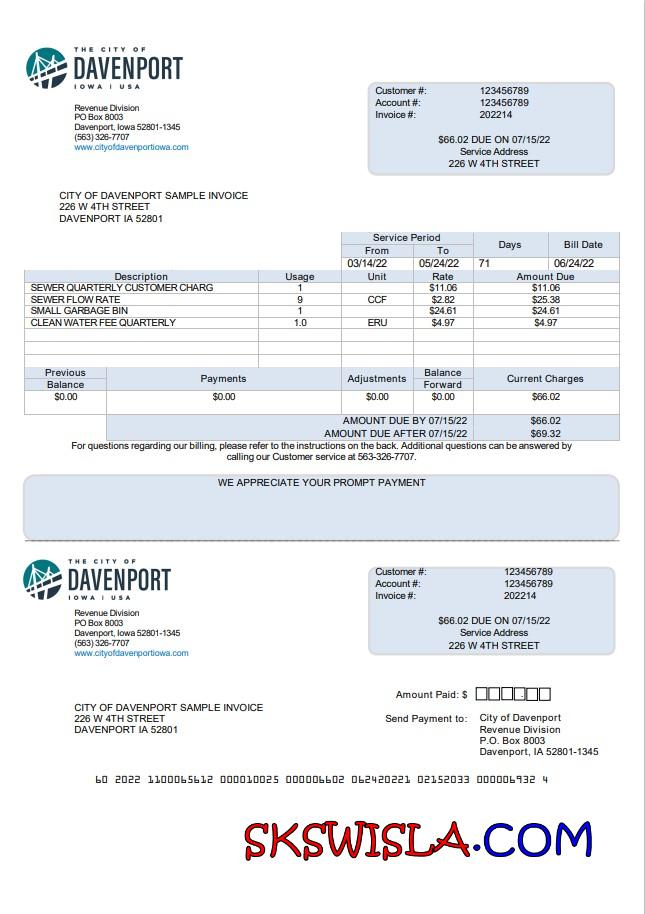 THE CITY OF
DAVENPORT
IOWA | USA
Revenue Division
PO Box 8003
Davenport, Iowa 52801-1345
(563) 326-7707
www.cityofdavenportiowa.com
Customer #: 123456789
Account #: 123456789
Invoice #: 202214
$66.02 DUE ON 07/15/22
Service Address
226 W 4TH STREET
CITY OF DAVENPORT SAMPLE INVOICE
226 W 4TH STREET
DAVENPORT IA 52801
Service Period Days Bill Date
From To
03/14/22 05/24/22 71 06/24/22
Description Usage Unit Rate Amount Due
SEWER QUARTERLY CUSTOMER CHARG 1 $11.06 $11.06
SEWER FLOW RATE 9 CCF $2.82 $25.38
SMALL GARBAGE BIN 1 $24.61 $24.61
CLEAN WATER FEE QUARTERLY 1.0 ERU $4.97 $4.97
Previous Balance Payments Adjustments Balance Forward Current Charges
$0.00 $0.00 $0.00 $0.00 $66.02
AMOUNT DUE BY 07/15/22 $66.02
AMOUNT DUE AFTER 07/15/22 $69.32
For questions regarding our billing, please refer to the instructions on the back. Additional questions can be answered by
calling our Customer service at 563-326-7707.
WE APPRECIATE YOUR PROMPT PAYMENT
THE CITY OF
DAVENPORT
IOWA | USA
Revenue Division
PO Box 8003
Davenport, Iowa 52801-1345
(563) 326-7707
www.cityofdavenportiowa.com
Customer #: 123456789
Account #: 123456789
Invoice #: 202214
$66.02 DUE ON 07/15/22
Service Address
226 W 4TH STREET
Amount Paid: $ .
CITY OF DAVENPORT SAMPLE INVOICE
226 W 4TH STREET
DAVENPORT IA 52801
Send Payment to: City of Davenport
Revenue Division
P.O. Box 8003
Davenport, IA 52801-1345
60 2022 1100065612 000010025 000006602 062420221 02152033 000006932 4
SKSWISLA.COM